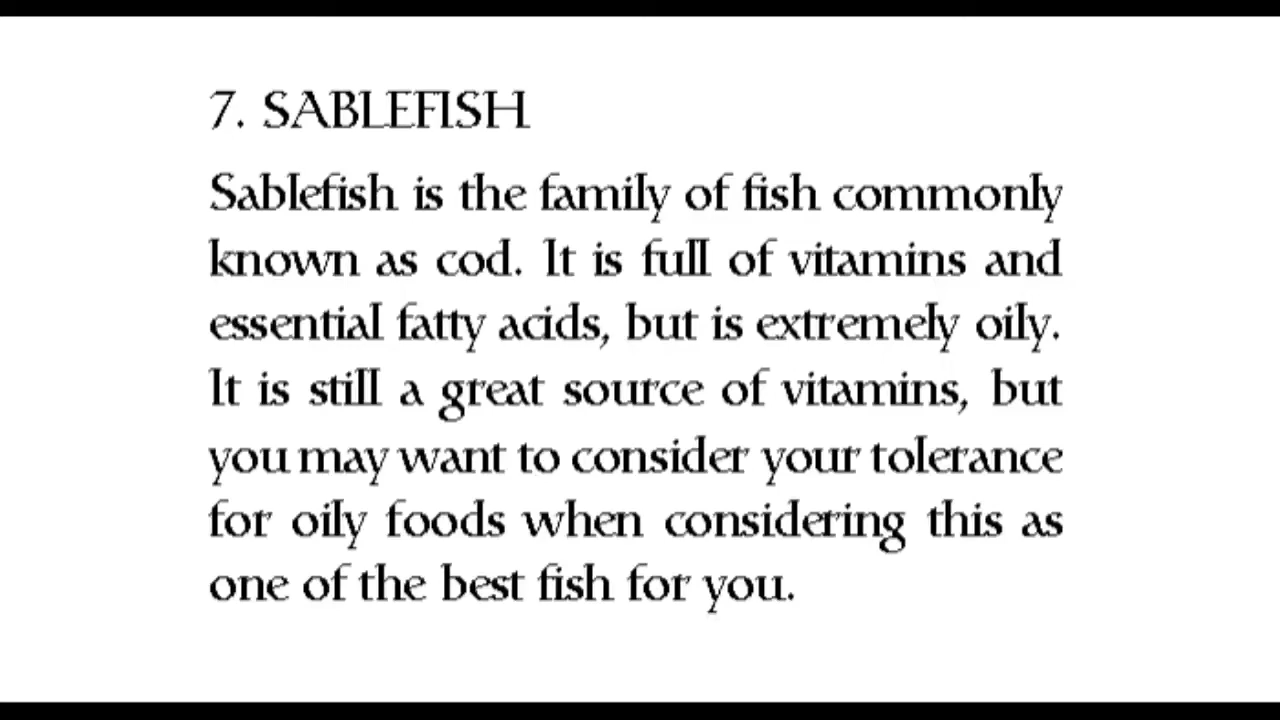 7. SABLEFISH
Sablefish is the family of fish commonly
known as cod. It is full of vitamins and
essential fatty acids, but is extremely oily.
It is still a great source of vitamins, but
you may want to consider your tolerance
for oily foods when considering this as
one of the best fish for you.